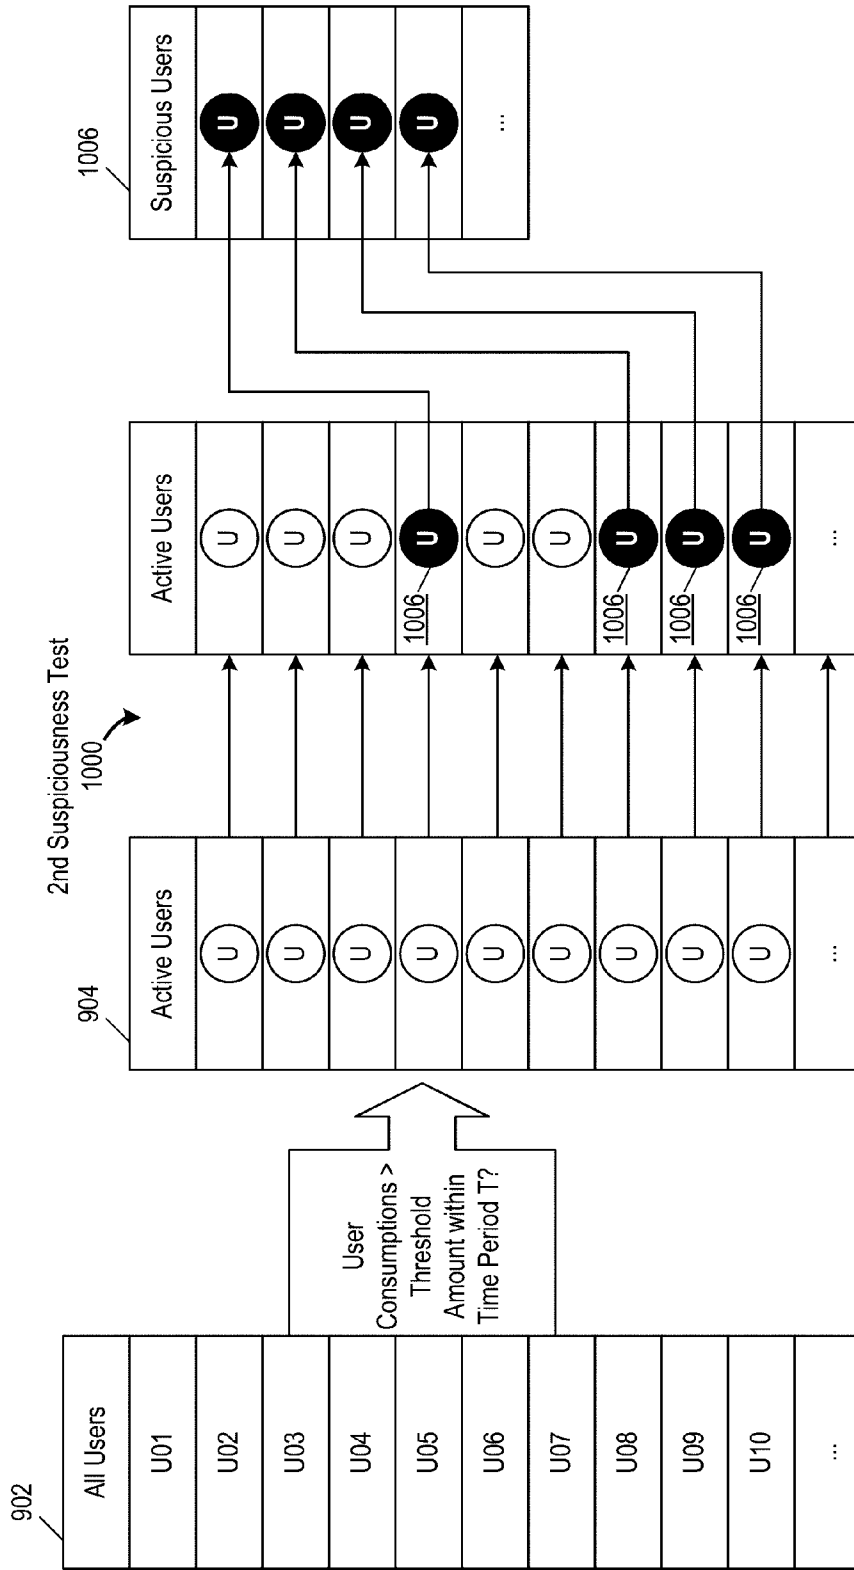 2nd Suspiciousness Test
1000
902
All Users
U01
U02
U03
U04
U05
U06
U07
U08
U09
U10
...
User
Consumptions >
Threshold
Amount within
Time Period T?
904
Active Users
U
U
U
U
U
U
U
U
U
...
Active Users
U
U
U
U
1006
U
U
U
1006
U
1006
U
1006
...
1006
Suspicious Users
U
U
U
U
...